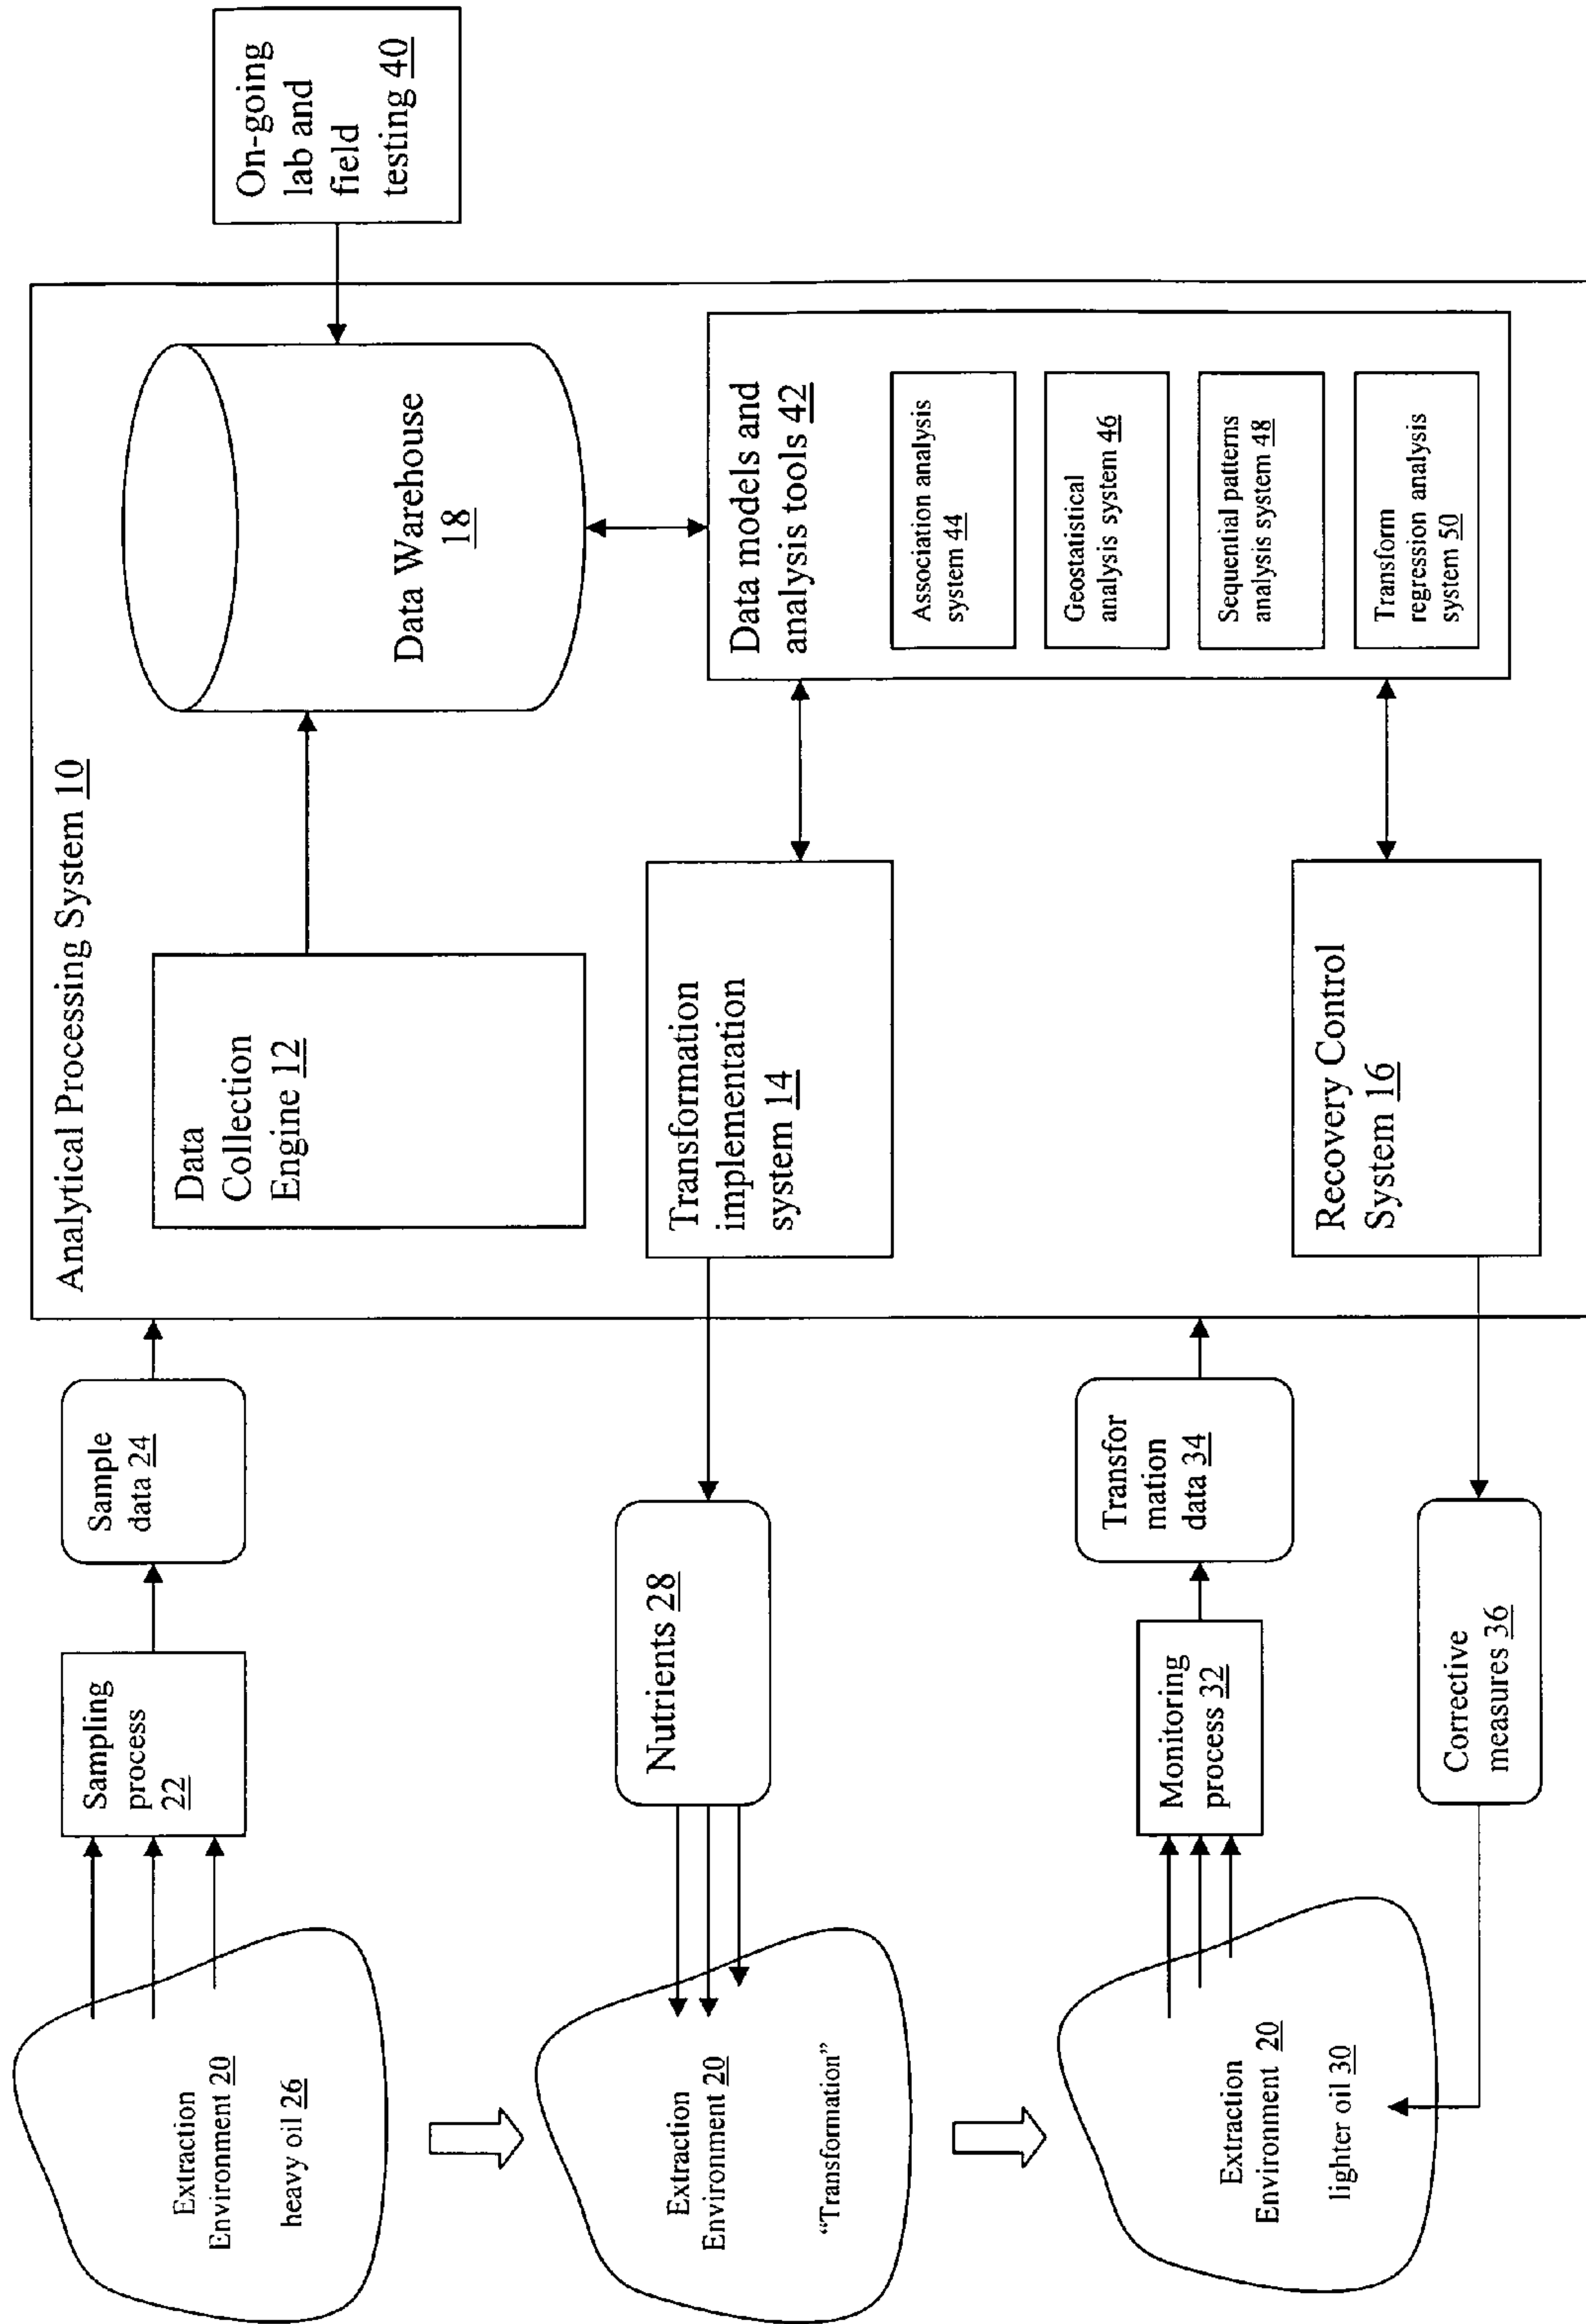 Extraction
Environment 20
heavy oil 26
Sampling
process
22
Sample
data 24
Extraction
Environment 20
"Transformation"
Nutrients 28
Extraction
Environment 20
lighter oil 30
Monitoring
process 32
Transfor
mation
data 34
Corrective
measures 36
Analytical Processing System 10
Data
Collection
Engine 12
Data Warehouse
18
On-going
lab and
field
testing 40
Transformation
implementation
system 14
Recovery Control
System 16
Data models and
analysis tools 42
Association analysis
system 44
Geostatistical
analysis system 46
Sequential patterns
analysis system 48
Transform
regression analysis
system 50